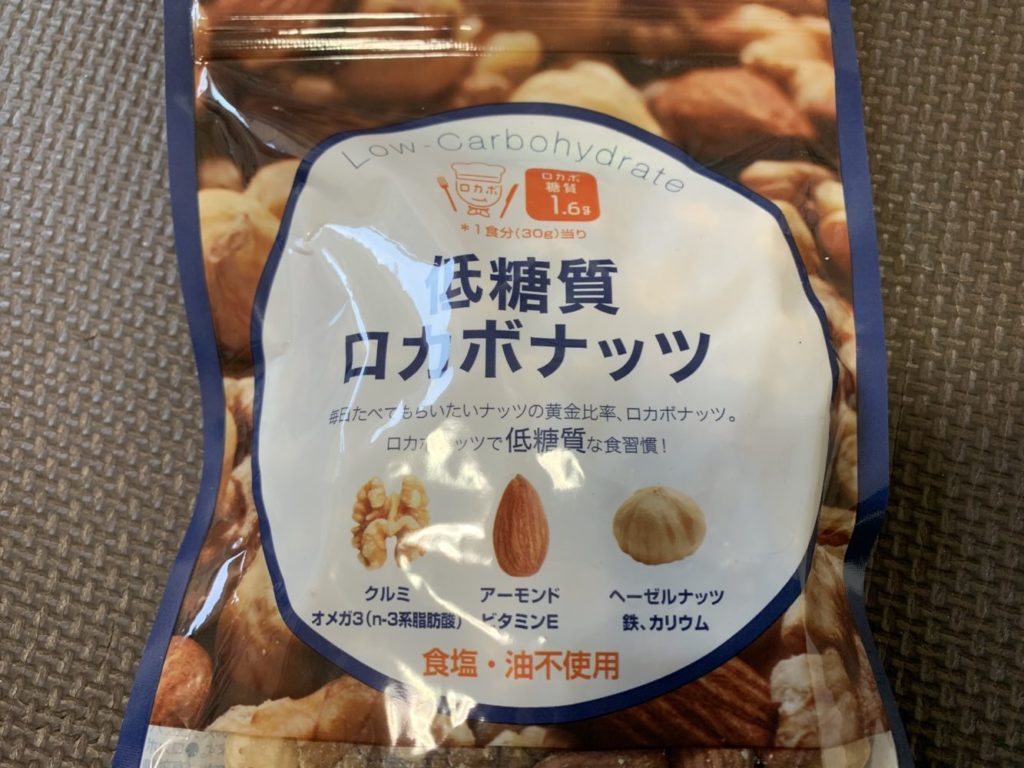 Low-Carbohydrate
ロカボ
ロカボ
糖質
1.6g
*1食分(30g)当り
低糖質
ロカボナッツ
毎日たべてもらいたいナッツの黄金比率、ロカボナッツ。
ロカボナッツで低糖質な食習慣!
クルミ アーモンド ヘーゼルナッツ
オメガ3(n-3系脂肪酸) ビタミンE 鉄、カリウム
食塩・油不使用